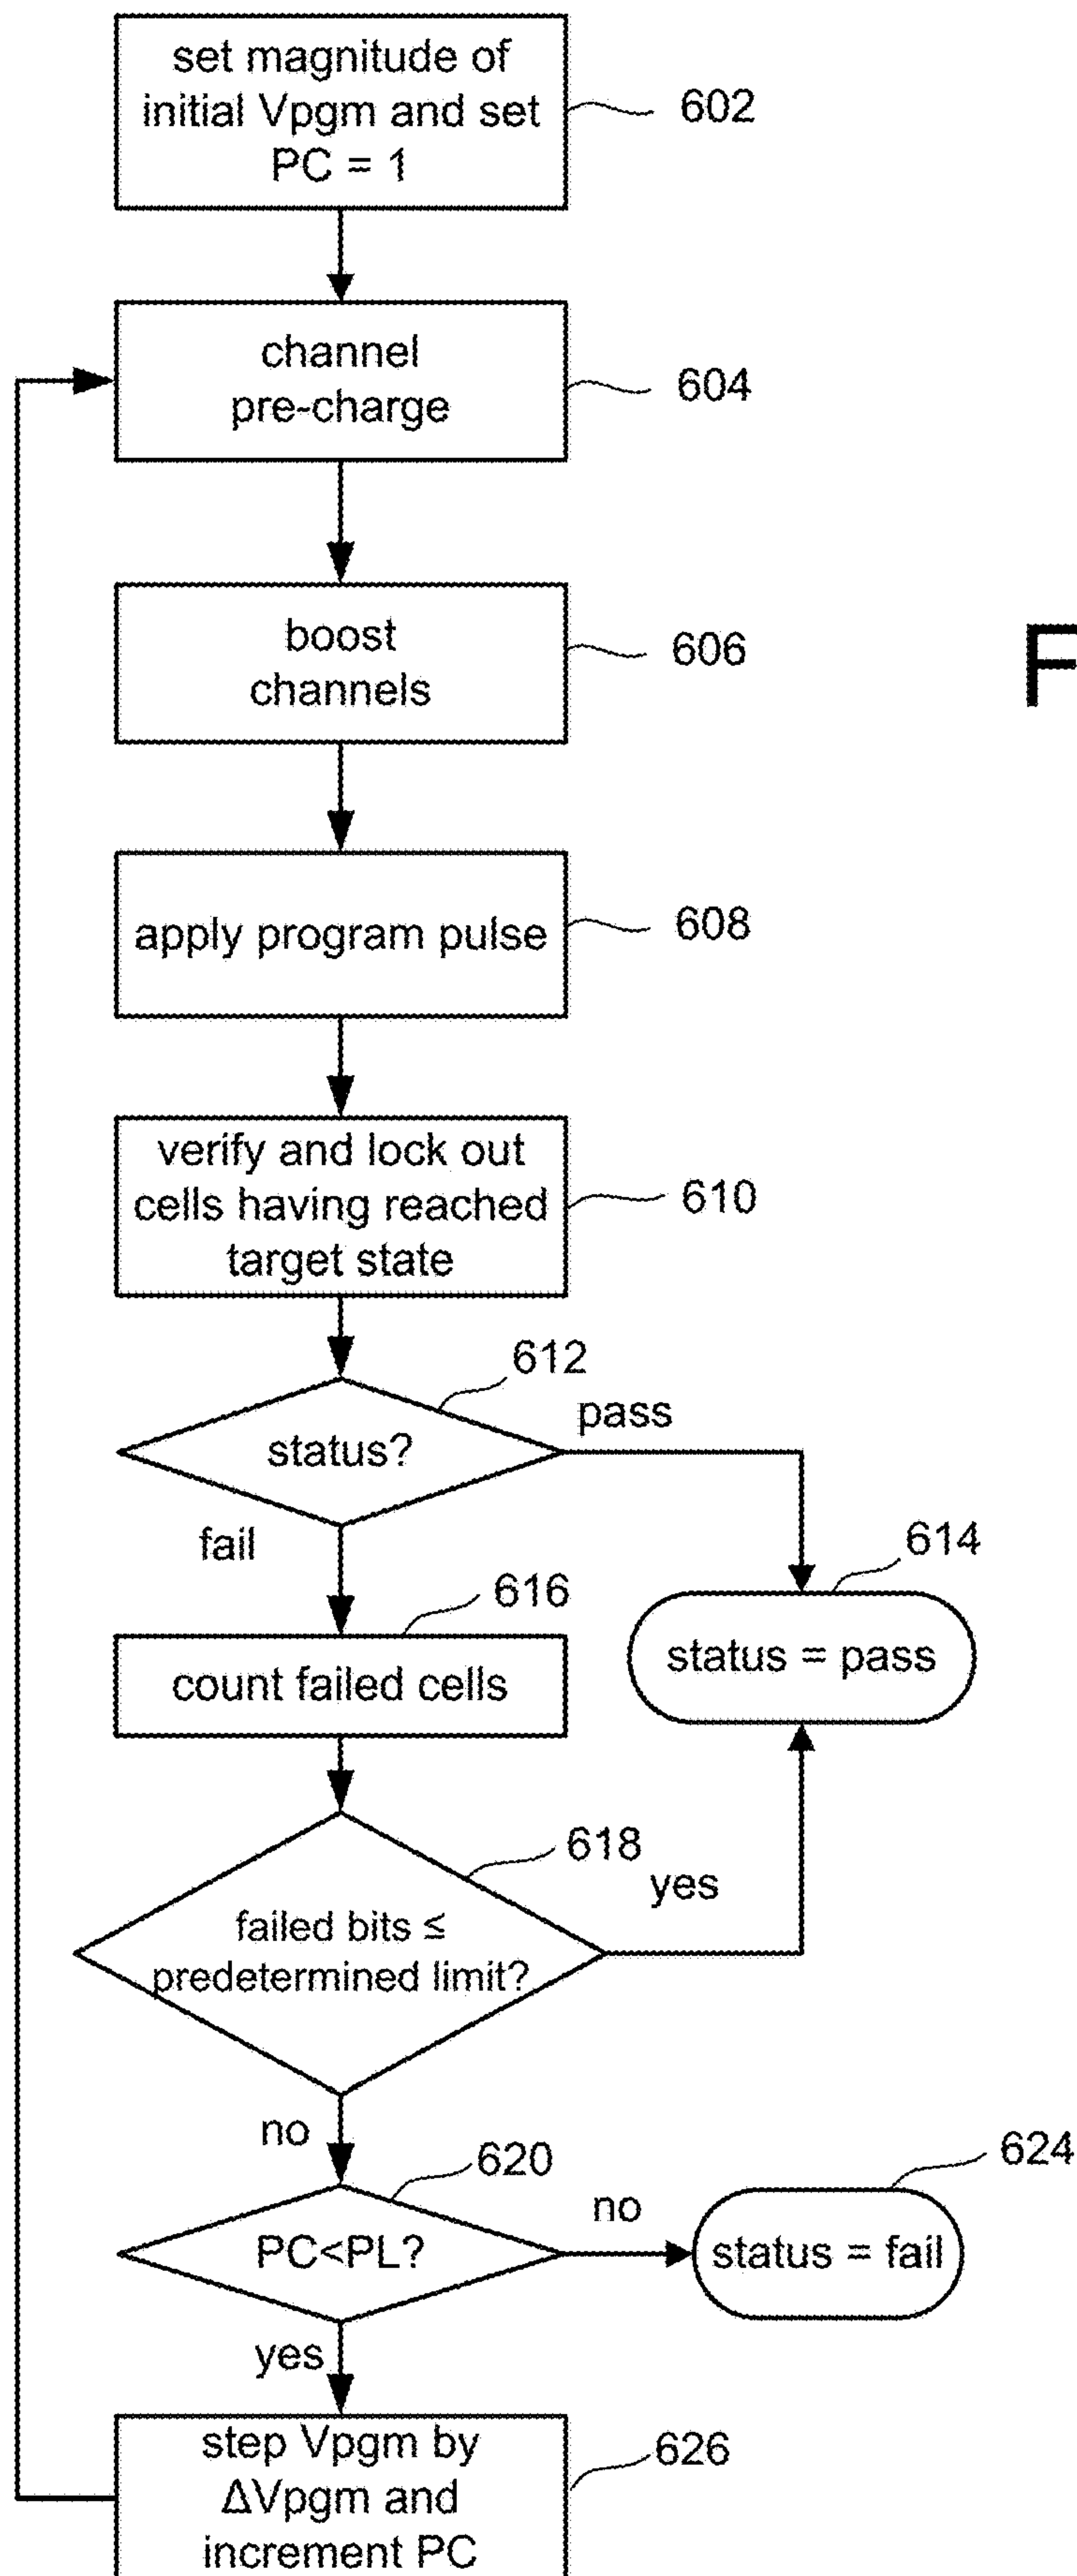 set magnitude of
initial Vpgm and set
PC = 1
602
channel
pre-charge
604
boost
channels
606
F
apply program pulse
608
verify and lock out
cells having reached
target state
610
612
status?
pass
fail
614
status = pass
616
count failed cells
618
yes
failed bits ≤
predetermined limit?
no
620
PC<PL?
no
624
status = fail
yes
step Vpgm by
ΔVpgm and
increment PC
626